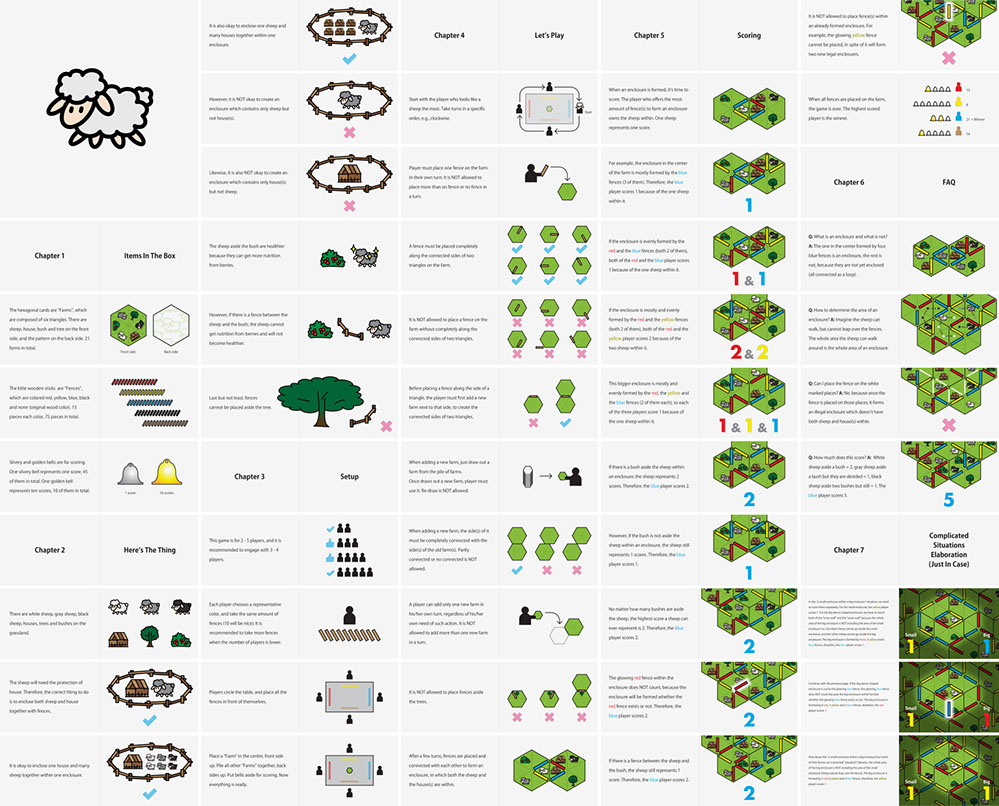 Chapter 1
Items In The Box
The hexagonal cards are "Farms", which
are composed of six triangles. There are
sheep, house, bush and tree on the front
side, and the pattern on the back side. 21
farms in total.
Front side
Back side
The little wooden sticks are "Fences",
which are colored red, yellow, blue, black
and none (original wood color). 15
pieces each color, 75 pieces in total.
Silvery and golden bells are for scoring.
One silvery bell represents one score, 45
of them in total. One golden bell
represents ten scores, 10 of them in total.
1 score
10 scores
Chapter 2
Here's The Thing
There are white sheep, gray sheep, black
sheep, houses, trees and bushes on the
grassland.
The sheep will need the protection of
house. Therefore, the correct thing to do
is to enclose both sheep and house
together with fences.
It is okay to enclose one house and many
sheep together within one enclosure.
It is also okay to enclose one sheep and
many houses together within one
enclosure.
However, it is NOT okay to create an
enclosure which contains only sheep but
not house(s).
Likewise, it is also NOT okay to create an
enclosure which contains only house(s)
but not sheep.
The sheep aside the bush are healthier
because they can get more nutrition
from berries.
However, if there is a fence between the
sheep and the bush, the sheep cannot
get nutrition from berries and will not
become healthier.
Last but not least, fences
cannot be placed aside the tree.
Chapter 3
Setup
This game is for 2 - 5 players, and it is
recommended to engage with 3 - 4
players.
Each player chooses a representative
color, and take the same amount of
fences (10 will be nice). It is
recommended to take more fences
when the number of players is lower.
Players circle the table, and place all the
fences in front of themselves.
Place a "Farm" in the center, front side
up. Pile all other "Farms" together, back
sides up. Put bells aside for scoring. Now
everything is ready.
Chapter 4
Let's Play
Start with the player who looks like a
sheep the most. Take turns in a specific
order, e.g., clockwise.
Start
Player must place one fence on the farm
in their own turn. It is NOT ALLOWED to
place more than on fence or no fence in
a turn.
A fence must be placed completely
along the connected sides of two
triangles on the farm.
It is NOT ALLOWED to place a fence on the
farm without completely along the
connected sides of two triangles.
Before placing a fence along the side of a
triangle, the player must first add a new
farm next to that side, to create the
connected sides of two triangles.
When adding a new farm, just draw out a
farm from the pile of farms.
Once draws out a new farm, player must
use it. Re-draw is NOT ALLOWED.
When adding a new farm, the side(s) of it
must be completely connected with the
side(s) of the old farm(s). Partly
connected or no connected is NOT
allowed.
A player can add only one new farm in
his/her own turn, regardless of his/her
own need of such action. It is NOT
ALLOWED to add more than one new farm
in a turn.
It is NOT ALLOWED to place fences aside
the trees.
After a few turns, fences are placed and
connected with each other to form an
enclosure, in which both the sheep and
the house(s) are within.
Chapter 5
Scoring
When an enclosure is formed, it's time to
score. The player who offers the most
amount of fence(s) to form an enclosure
owns the sheep within it. One sheep
represents one score.
For example, the enclosure in the center
of the farm is mostly formed by the blue
fences (3 of them). Therefore, the blue
player scores 1 because of the one sheep
within it.
1
If the enclosure is evenly formed by the
red and the blue fences (both 2 of them),
both of the red and the blue player scores
1 because of the one sheep within it.
1 & 1
If the enclosure is mostly and evenly
formed by the red and the yellow fences
(both 2 of them), both of the red and the
yellow player scores 2 because of the
two sheep within it.
2 & 2
This bigger enclosure is mostly and
evenly formed by the red, the yellow and
the blue fences (2 of them each), so each
of the three players score 1 because of
the one sheep within it.
1 & 1 & 1
If there is a bush aside the sheep within
an enclosure, the sheep represents 2
scores. Therefore, the blue player scores 2.
2
However, if the bush is not aside the
sheep within an enclosure, the sheep still
represents 1 scores. Therefore, the blue
player scores 1.
1
No matter how many bushes are aside
the sheep, the highest score a sheep can
ever represents is 2. Therefore, the blue
player scores 2.
2
The glowing red fence within the
enclosure does NOT count, because the
enclosure will be formed whether the
red fence exists or not. Therefore, the
blue player scores 2.
2
If there is a fence between the sheep and
the bush, the sheep still represents 1
score. Therefore, the blue player scores 2.
2
It is NOT allowed to place fence(s) within
an already formed enclosure. For
example, the glowing yellow fence
cannot be placed, in spite of it will form
two new legal enclosures.
When all fences are placed on the farm,
the game is over. The highest scored
player is the winner.
21 = Winner
Chapter 6
FAQ
Q: What is an enclosure and what is not?
A: The one in the center formed by four
blue fences is an enclosure, the rest is
not, because they are not yet enclosed
(all connected as a loop) .
Q: How to determine the area of an
enclosure? A: Imagine the sheep can
walk, but cannot leap over the fences.
The whole area the sheep can walk
around is the whole area of an enclosure.
Q: Can I place the fence on the white
marked places? A: No, because once the
fence is placed on those places, It forms
an illegal enclosure which doesn't have
both sheep and house(s) within.
Q: How much does this score? A: White
sheep aside a bush = 2, gray sheep aside
a bush but they are devided = 1, black
sheep aside two bushes but still = 1. The
blue player scores 5.
5
Chapter 7
Complicated
Situations
Elaboration
(Just In Case)
Small
1
Big
1
Small
1
Big
1
Small
1
Big
1